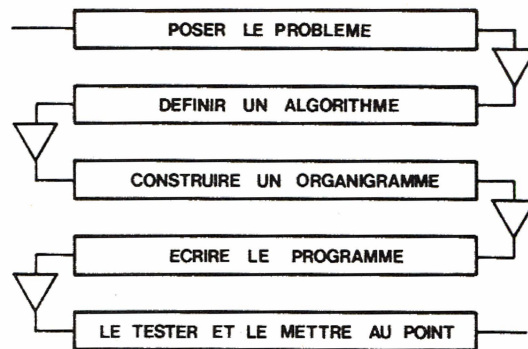 POSER LE PROBLEME
DEFINIR UN ALGORITHME
CONSTRUIRE UN ORGANIGRAMME
ECRIRE LE PROGRAMME
LE TESTER ET LE METTRE AU POINT